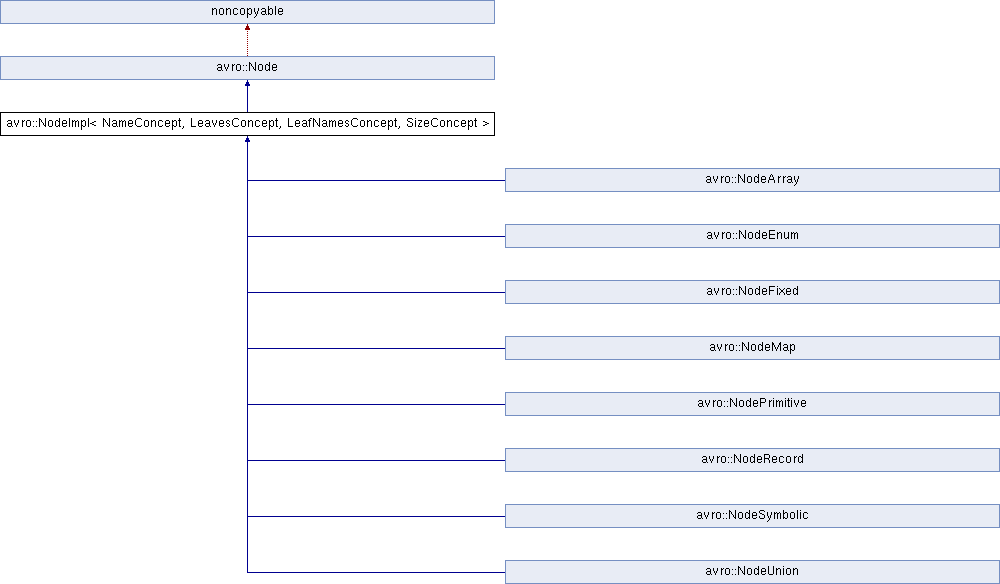 noncopyable
avro::Node
avro::NodeImpl< NameConcept, LeavesConcept, LeafNamesConcept, SizeConcept >
avro::NodeArray
avro::NodeEnum
avro::NodeFixed
avro::NodeMap
avro::NodePrimitive
avro::NodeRecord
avro::NodeSymbolic
avro::NodeUnion